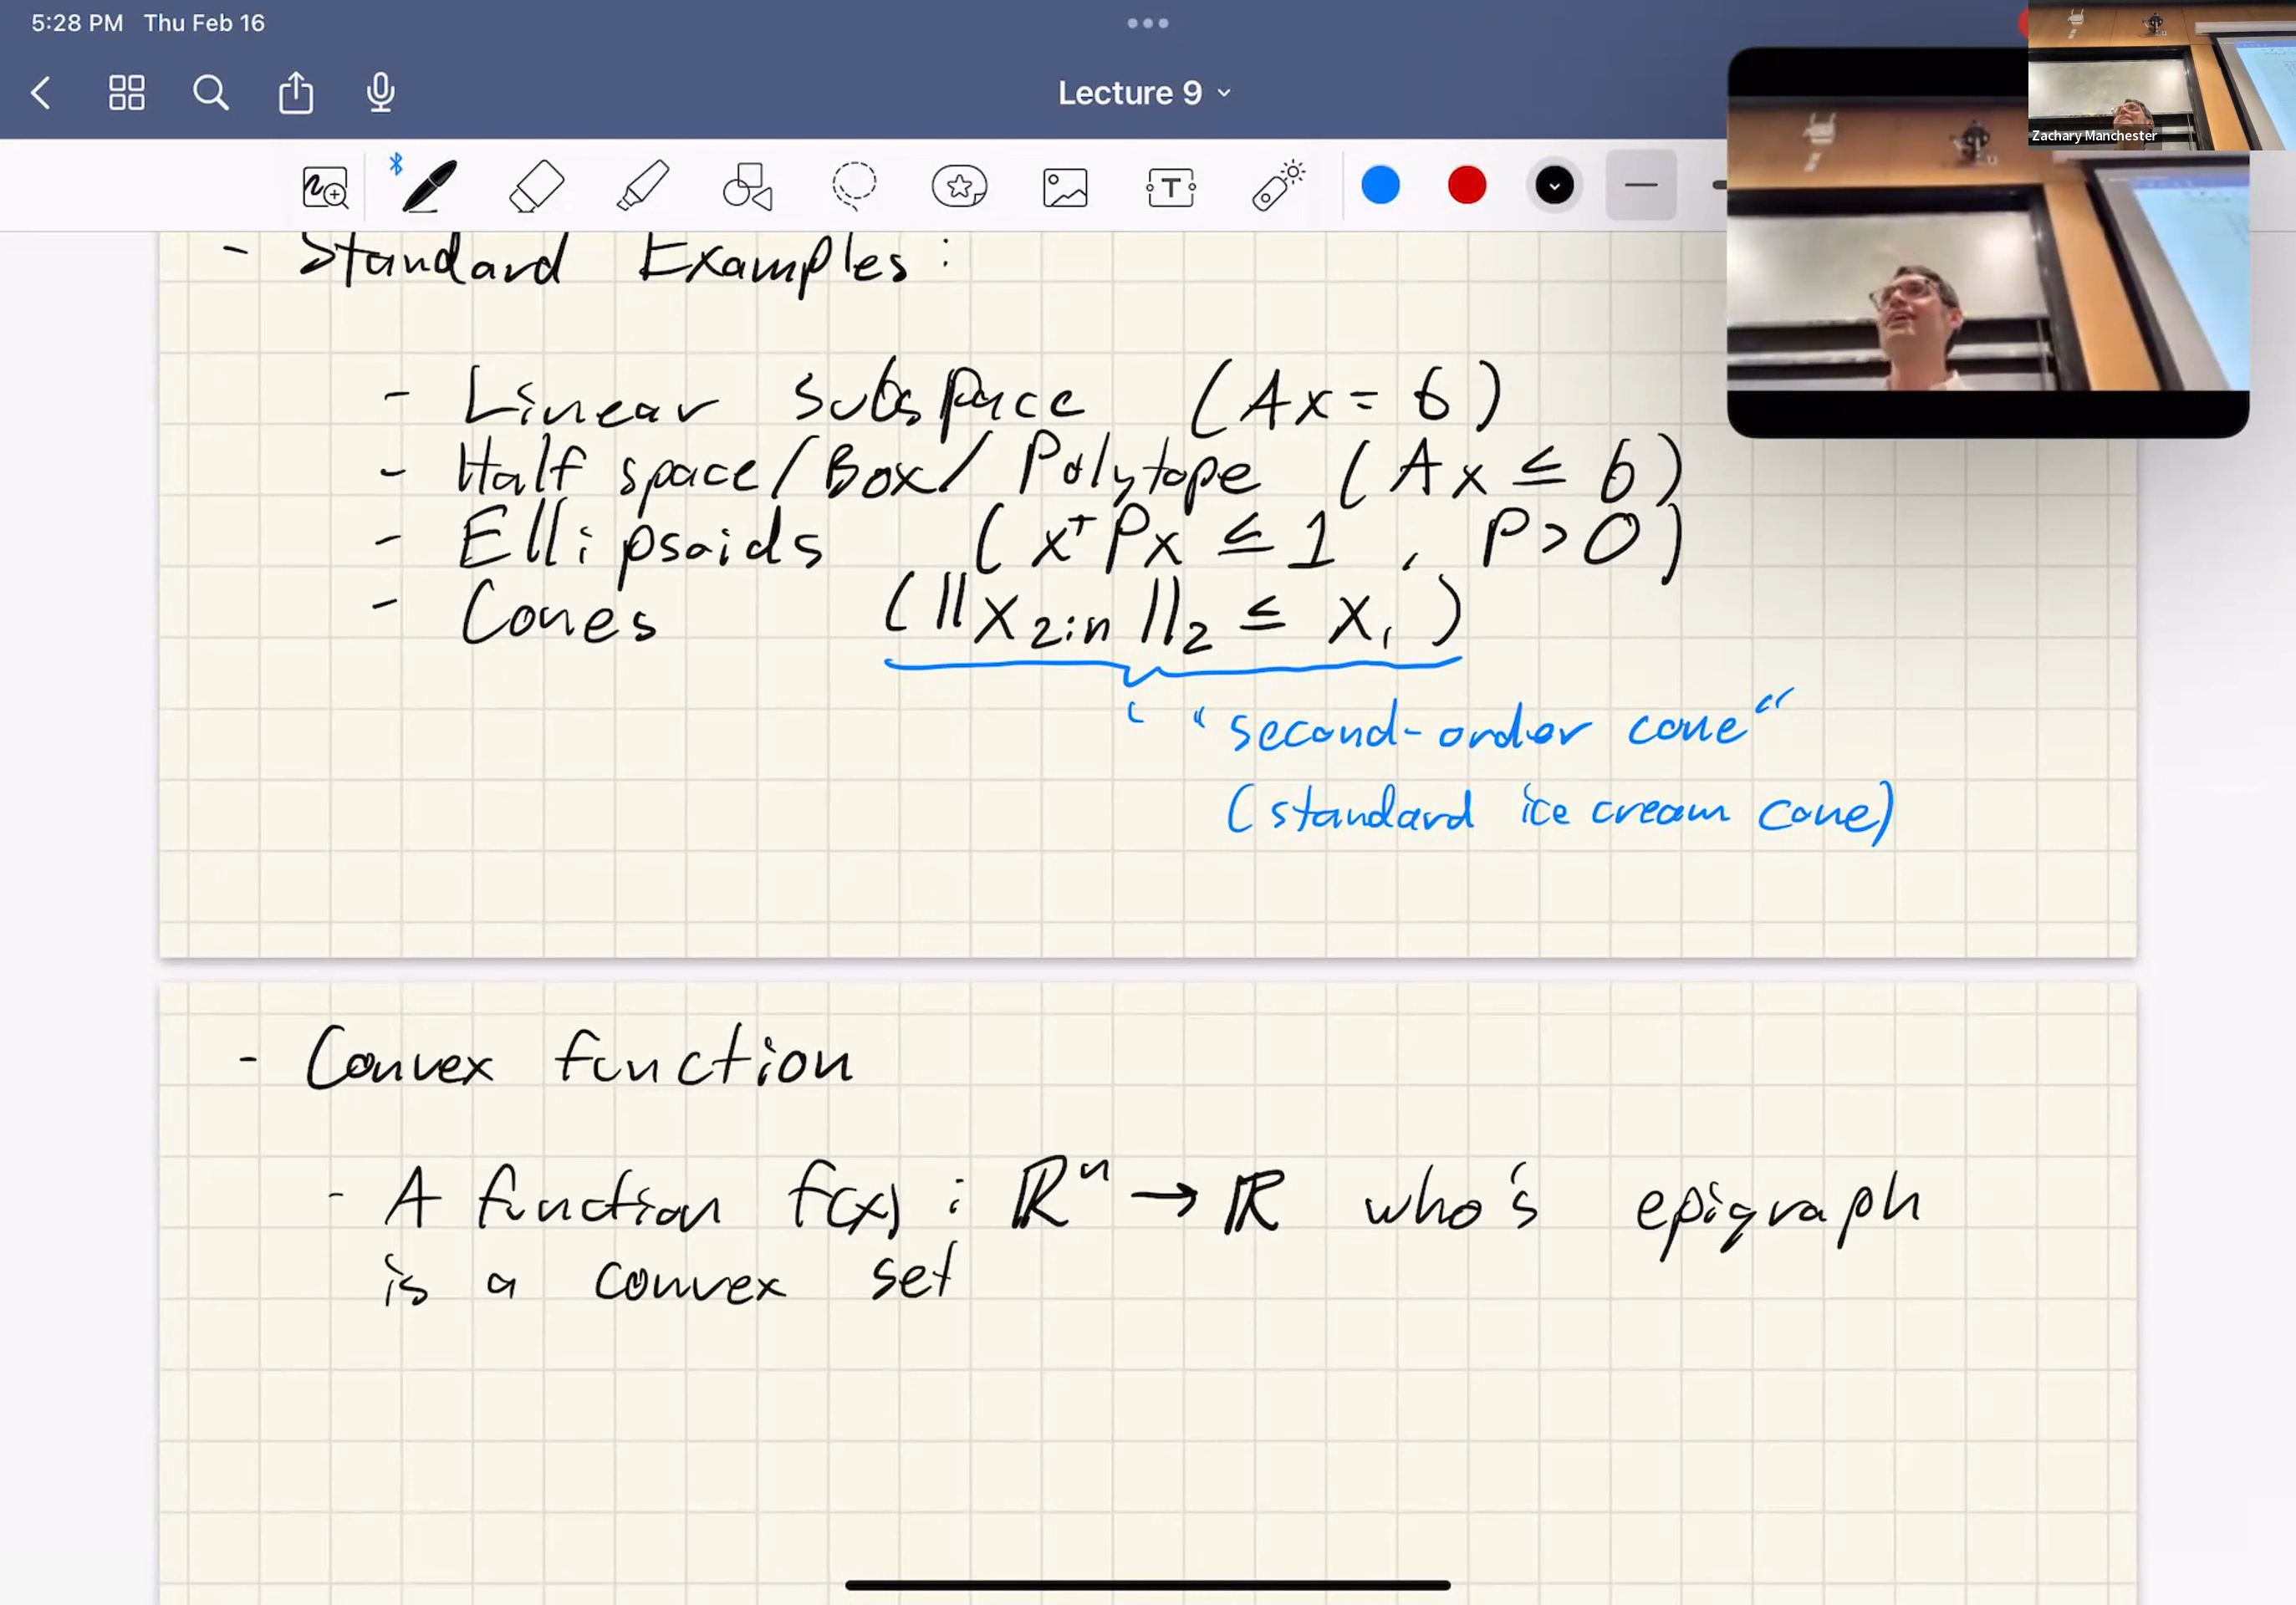 5:28 PM Thu Feb 16
Lecture 9
Zachary Manchester
T
- Standard Examples:
- Linear subspace (Ax = b)
- Half space / Box / Polytope (Ax ≤ b)
- Ellipsoids (xᵀPx ≤ 1, P > 0)
- Cones (||x₂:ₙ||₂ ≤ x₁)
"second-order cone"
(standard ice cream cone)
- Convex function
- A function f(x) : ℝⁿ → ℝ who's epigraph
is a convex set